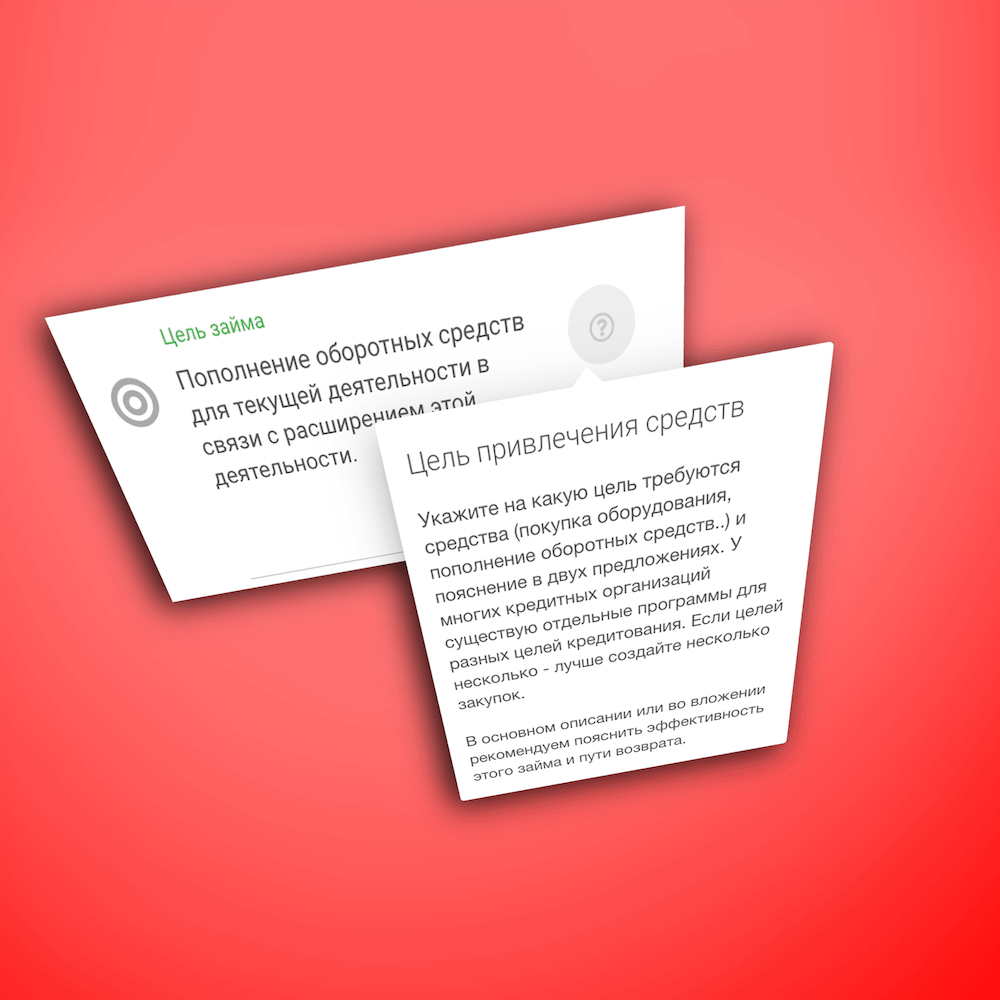 Цель займа
Пополнение оборотных средств
для текущей деятельности в
связи с расширением этой
деятельности.
?
Цель привлечения средств
Укажите на какую цель требуются
средства (покупка оборудования,
пополнение оборотных средств..) и
пояснение в двух предложениях. У
многих кредитных организаций
существую отдельные программы для
разных целей кредитования. Если целей
несколько - лучше создайте несколько
закупок.
В основном описании или во вложении
рекомендуем пояснить эффективность
этого займа и пути возврата.